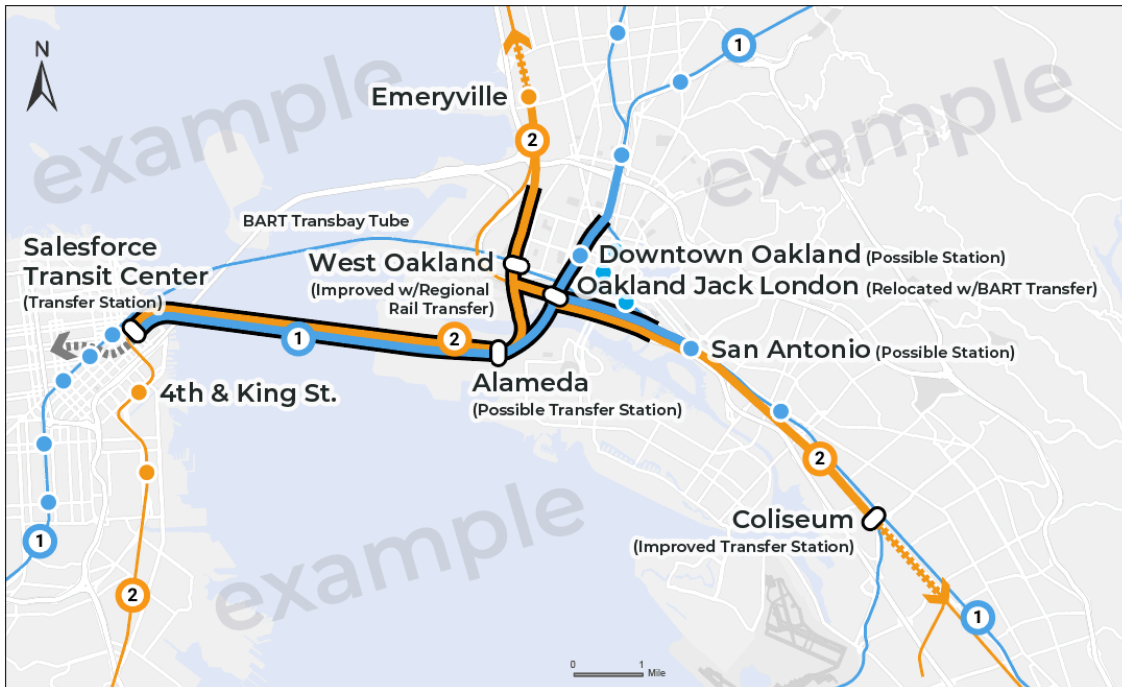 N
example
example
1
Emeryville
2
BART Transbay Tube
Salesforce
Transit Center
(Transfer Station)
West Oakland
(Improved w/Regional
Rail Transfer)
Downtown Oakland (Possible Station)
Oakland Jack London (Relocated w/BART Transfer)
1
2
San Antonio (Possible Station)
4th & King St.
Alameda
(Possible Transfer Station)
2
example
Coliseum
(Improved Transfer Station)
1
2
1
0 1
Mile